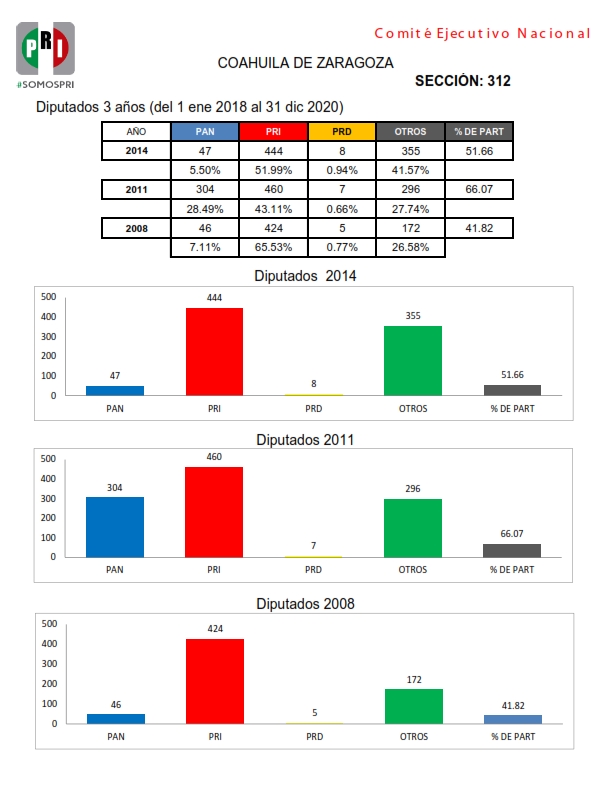 PRI
#SOMOSPRI
Comité Ejecutivo Nacional
COAHUILA DE ZARAGOZA
SECCIÓN: 312
Diputados 3 años (del 1 ene 2018 al 31 dic 2020)
AÑO PAN PRI PRD OTROS % DE PART
2014 47 444 8 355 51.66
5.50% 51.99% 0.94% 41.57%
2011 304 460 7 296 66.07
28.49% 43.11% 0.66% 27.74%
2008 46 424 5 172 41.82
7.11% 65.53% 0.77% 26.58%
Diputados 2014
500
400
300
200
100
0
47 444 8 355 51.66
PAN PRI PRD OTROS % DE PART
Diputados 2011
500
400
300
200
100
0
304 460 7 296 66.07
PAN PRI PRD OTROS % DE PART
Diputados 2008
500
400
300
200
100
0
46 424 5 172 41.82
PAN PRI PRD OTROS % DE PART